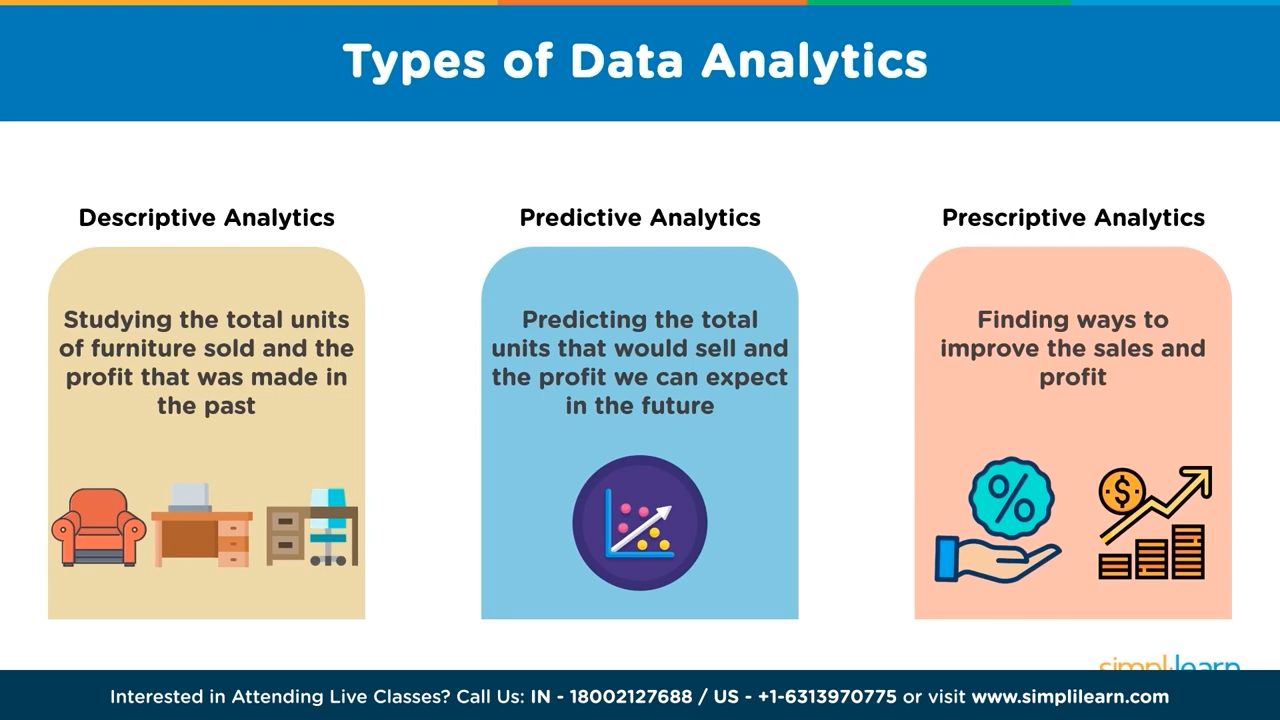 Types of Data Analytics
Descriptive Analytics
Studying the total units
of furniture sold and the
profit that was made in
the past
Predictive Analytics
Predicting the total
units that would sell and
the profit we can expect
in the future
Prescriptive Analytics
Finding ways to
improve the sales and
profit
%
$
simplilearn
Interested in Attending Live Classes? Call Us: IN - 18002127688 / US - +1-6313970775 or visit www.simplilearn.com